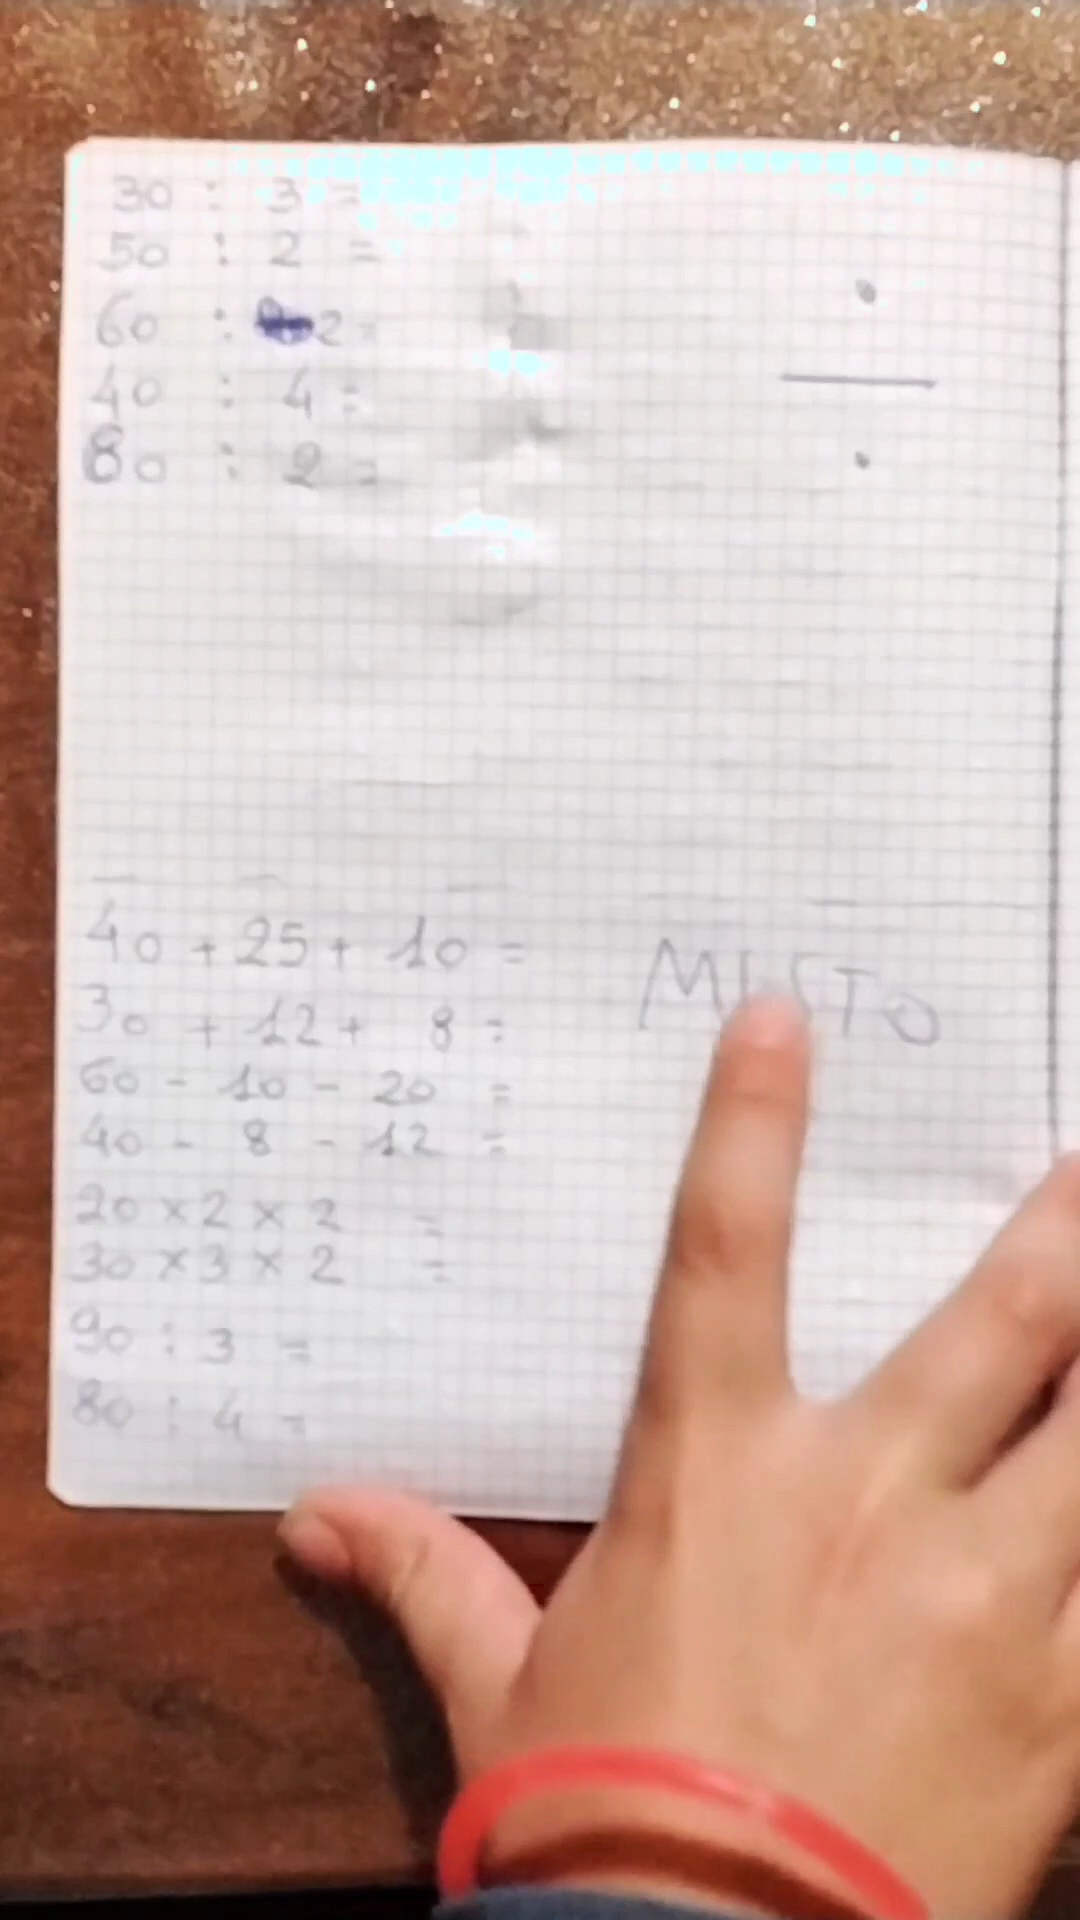 30 : 3 =
50 : 2 =
60 : 2 =
40 : 4 =
80 : 2 =
÷
40 + 25 + 10 =
30 + 12 + 8 =
60 - 10 - 20 =
40 - 8 - 12 =
20 × 2 × 2 =
30 × 3 × 2 =
90 : 3 =
80 : 4 =